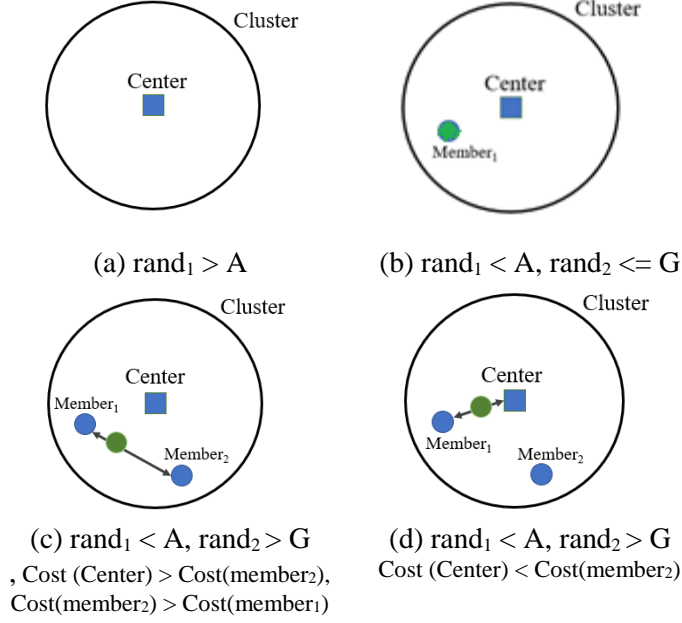 Cluster
Center
(a) rand₁ > A
Cluster
Center
Member₁
(b) rand₁ < A, rand₂ <= G
Cluster
Center
Member₁
Member₂
(c) rand₁ < A, rand₂ > G
, Cost (Center) > Cost(member₂),
Cost(member₂) > Cost(member₁)
Cluster
Center
Member₁
Member₂
(d) rand₁ < A, rand₂ > G
Cost (Center) < Cost(member₂)